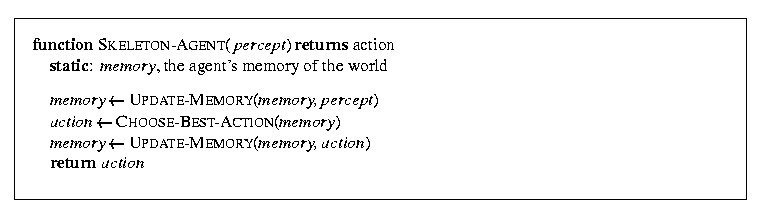 function SKELETON-AGENT(percept) returns action
static: memory, the agent's memory of the world
memory ← UPDATE-MEMORY(memory, percept)
action ← CHOOSE-BEST-ACTION(memory)
memory ← UPDATE-MEMORY(memory, action)
return action